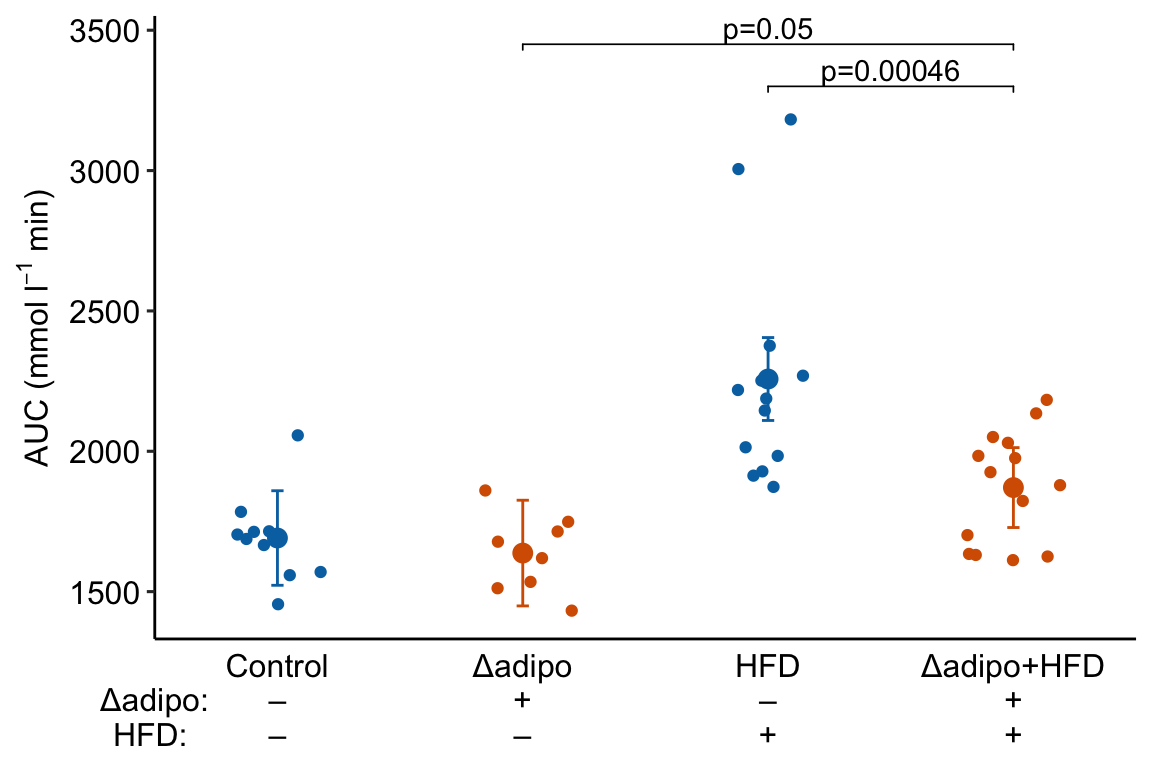 3500
p=0.05
p=0.00046
3000
2500
2000
1500
AUC (mmol l⁻¹ min)
Control Δadipo HFD Δadipo+HFD
Δadipo: – + – +
HFD: – – + +